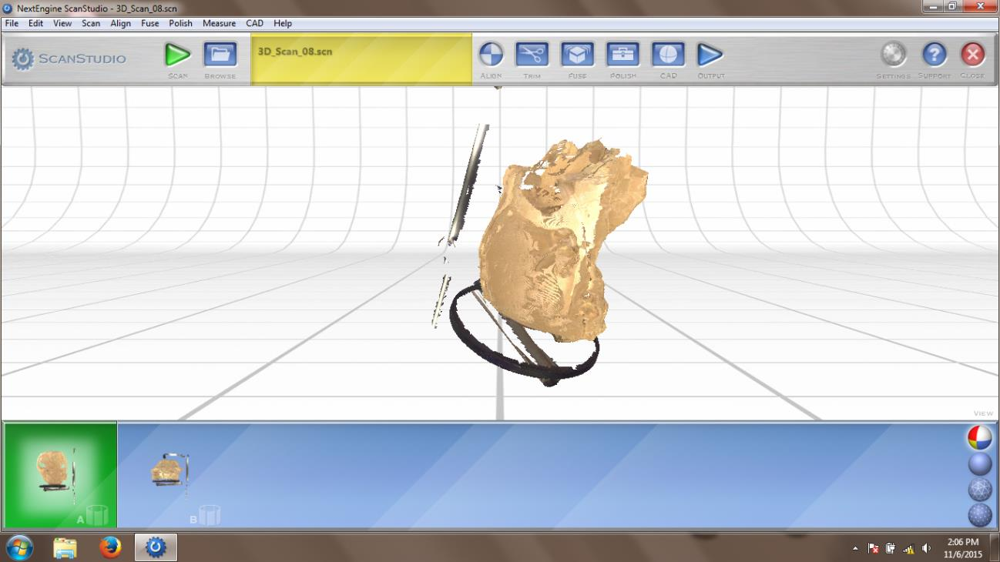 NextEngine ScanStudio - 3D_Scan_08.scn
File Edit View Scan Align Fuse Polish Measure CAD Help
SCANSTUDIO
3D_Scan_08.scn
SCAN BROWSE ALIGN TRIM FUSE POLISH CAD OUTPUT SETTINGS SUPPORT CLOSE
VIEW
A B
2:06 PM
11/6/2015